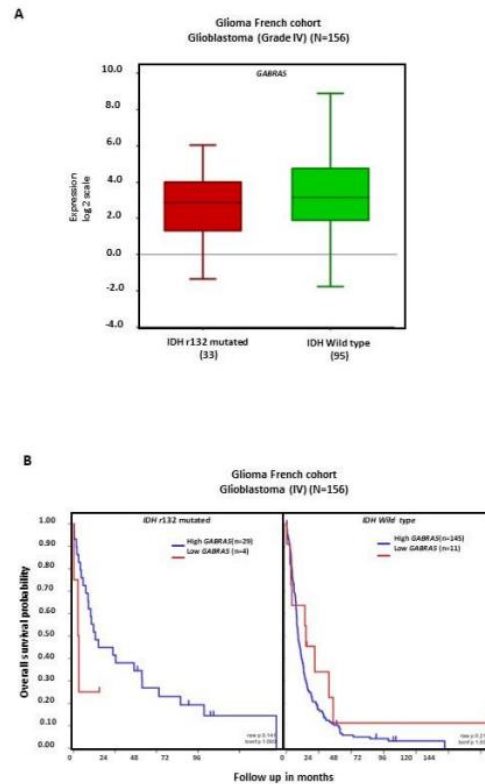 A
Glioma French cohort
Glioblastoma (Grade IV) (N=156)
GABRA5
10.0
8.0
6.0
4.0
2.0
0.0
-2.0
-4.0
Expression
log 2 scale
IDH r132 mutated
(33)
IDH Wild type
(95)
B
Glioma French cohort
Glioblastoma (IV) (N=156)
IDH r132 mutated
High GABRA5(n=29)
Low GABRA5 (n=4)
IDH Wild type
High GABRA5(n=145)
Low GABRA5 (n=11)
1.00
0.90
0.80
0.70
0.60
0.50
0.40
0.30
0.20
0.10
0.00
Overall survival probability
24
48
72
96
24
48
72
96
120
144
Follow up in months